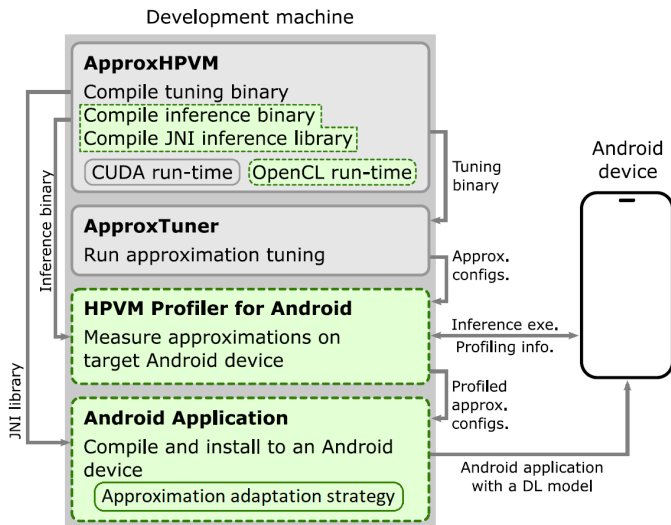 Development machine
ApproxHPVM
Compile tuning binary
Compile inference binary
Compile JNI inference library
CUDA run-time
OpenCL run-time
Tuning
binary
Inference binary
JNI library
ApproxTuner
Run approximation tuning
Approx.
configs.
HPVM Profiler for Android
Measure approximations on
target Android device
Inference exe.
Profiling info.
Profiled
approx.
configs.
Android Application
Compile and install to an Android
device
Approximation adaptation strategy
Android application
with a DL model
Android
device